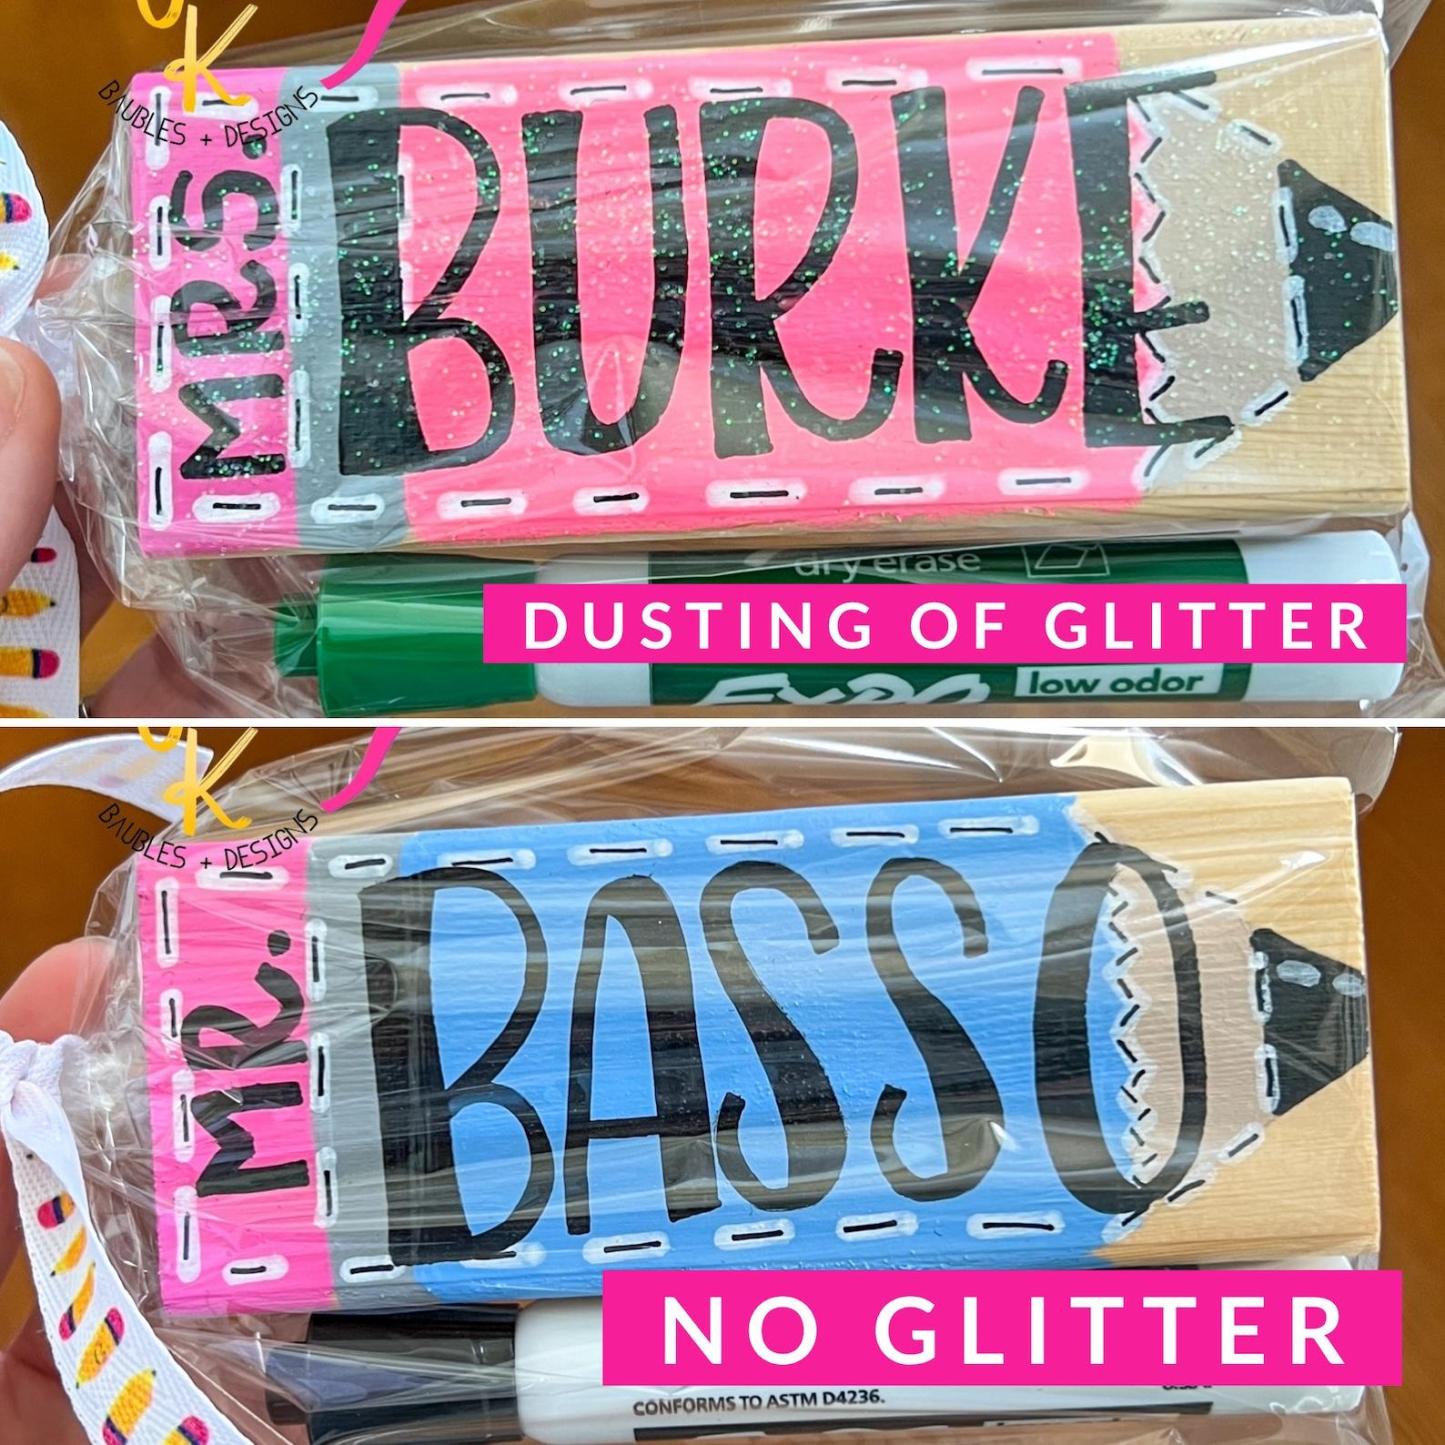 K
BAUBLES + DESIGNS
MRS.
BURKE
dry erase
DUSTING OF GLITTER
EXPO
low odor
K
BAUBLES + DESIGNS
MR.
BASSO
NO GLITTER
CONFORMS TO ASTM D4236.